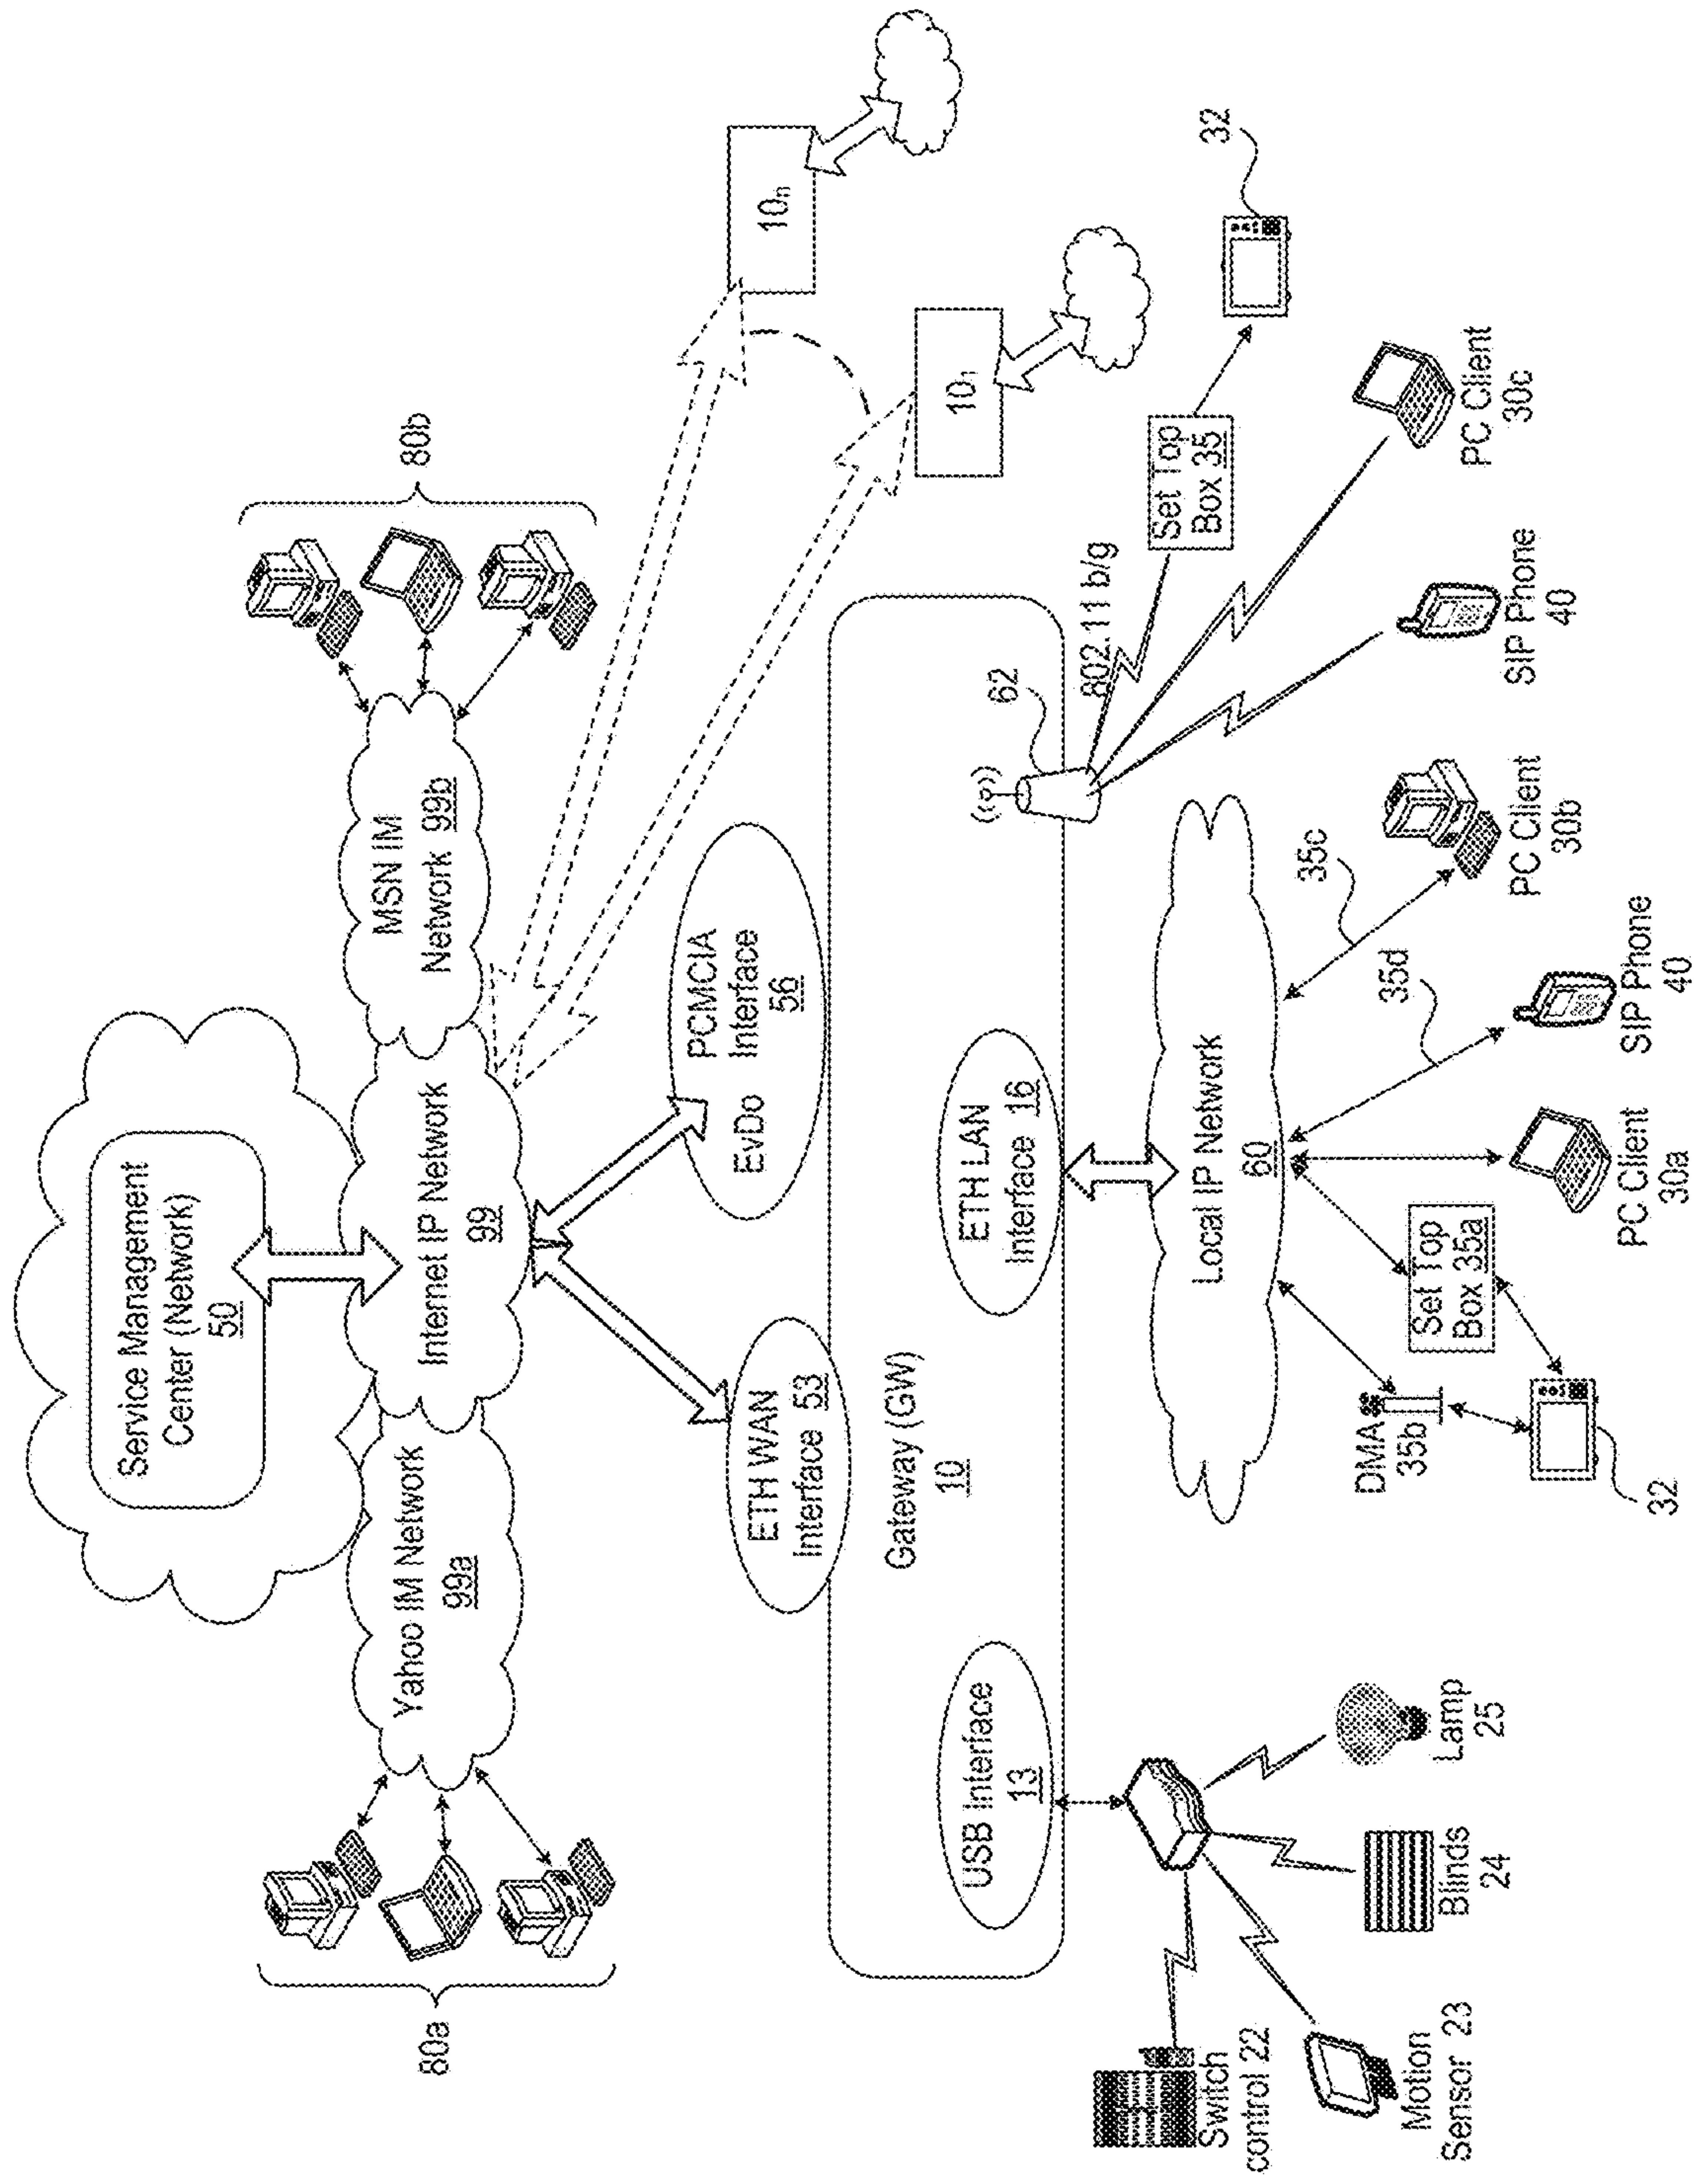 Service Management
Center (Network)
50
80a
Yahoo IM Network
99a
Internet IP Network
99
MSN IM
Network 99b
80b
ETH WAN
Interface 53
PCMCIA
EvDo Interface
56
10n
101
Gateway (GW)
10
USB Interface
13
ETH LAN
Interface 16
62
802.11 b/g
Set Top
Box 35
32
Local IP Network
60
Switch
control 22
Motion
Sensor 23
Blinds
24
Lamp
25
DMA
35b
32
Set Top
Box 35a
PC Client
30a
35d
SIP Phone
40
35c
PC Client
30b
SIP Phone
40
PC Client
30c